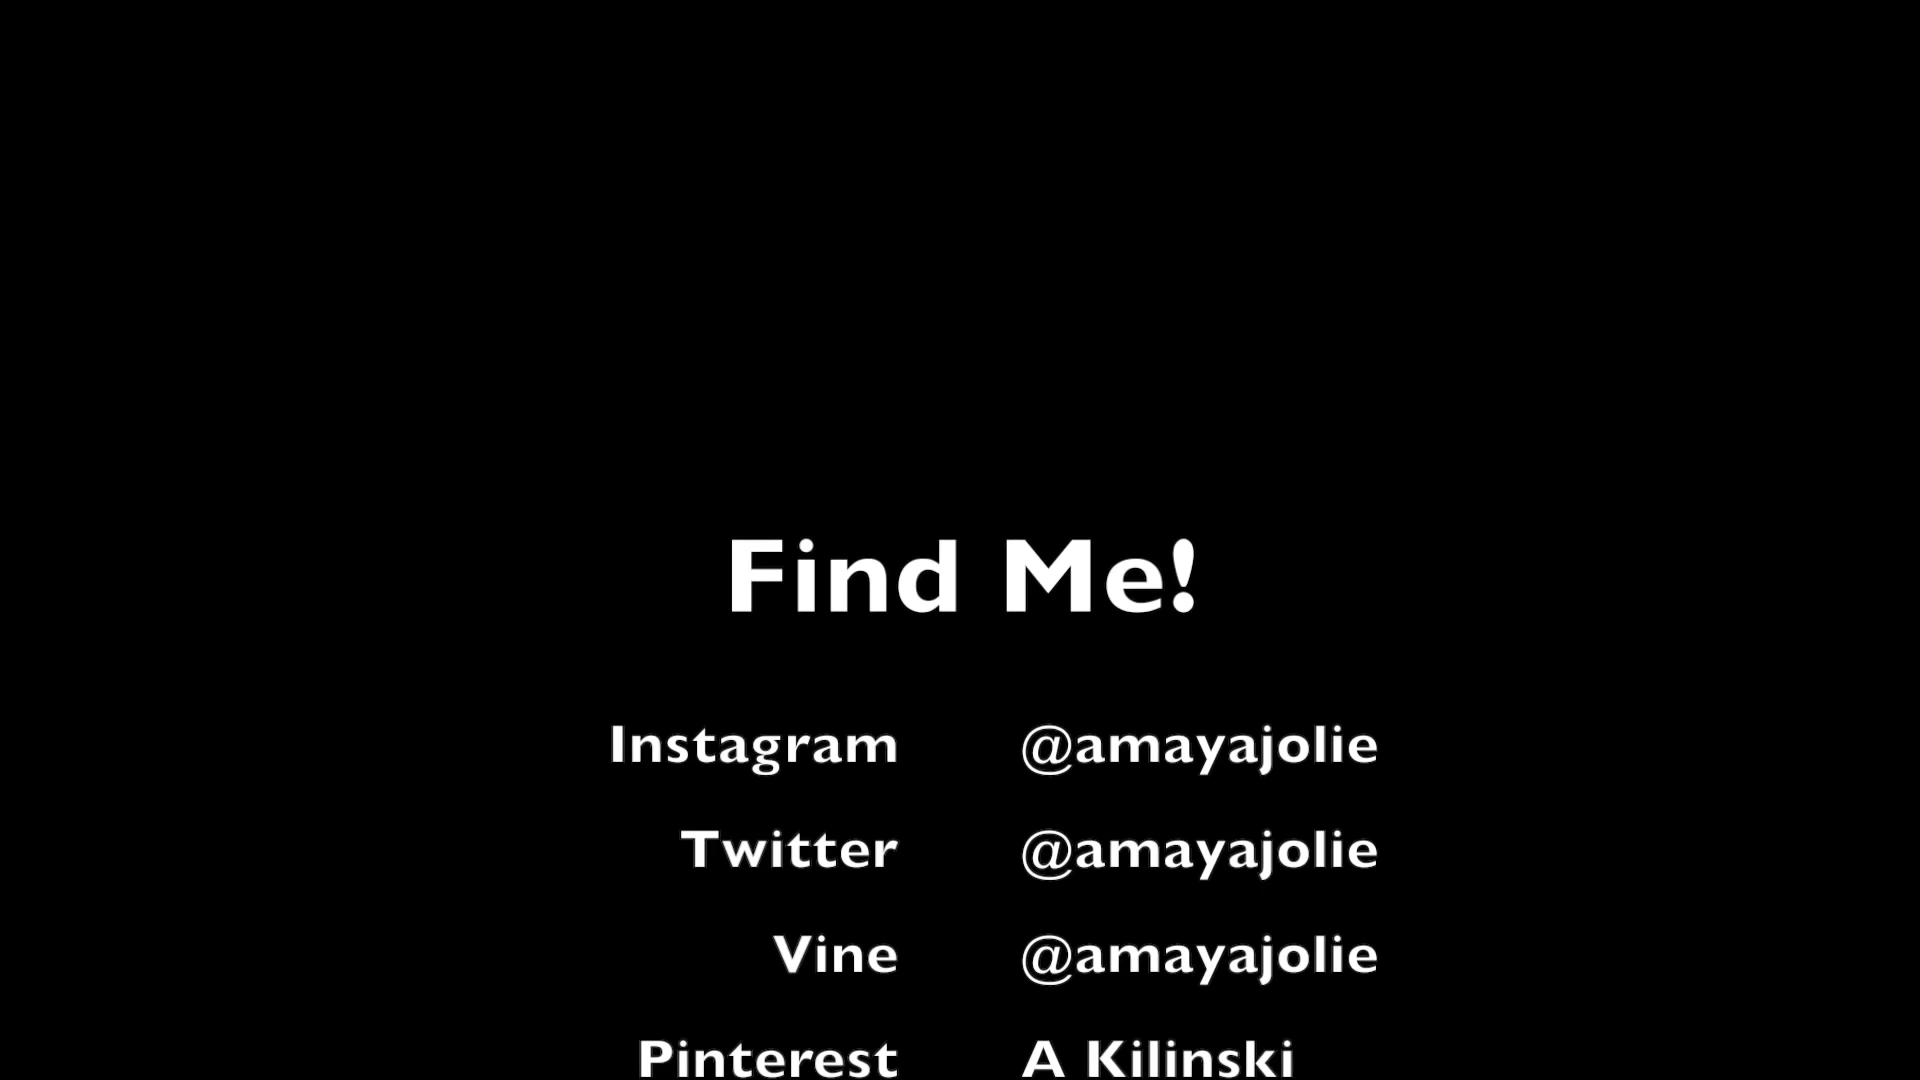 Find Me!
Instagram @amayajolie
Twitter @amayajolie
Vine @amayajolie
Pinterest A Kilinski